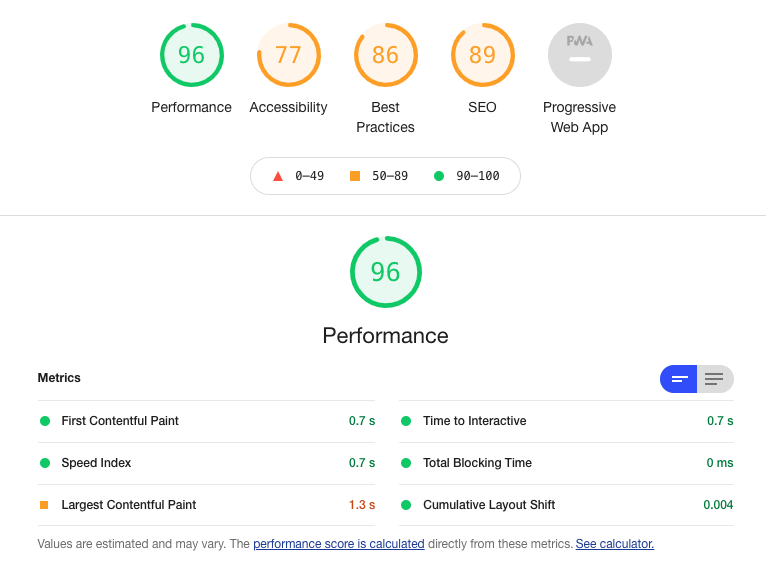 96 77 86 89 PWA
Performance Accessibility Best Practices SEO Progressive Web App
0–49 50–89 90–100
96
Performance
Metrics
First Contentful Paint 0.7 s
Time to Interactive 0.7 s
Speed Index 0.7 s
Total Blocking Time 0 ms
Largest Contentful Paint 1.3 s
Cumulative Layout Shift 0.004
Values are estimated and may vary. The performance score is calculated directly from these metrics. See calculator.